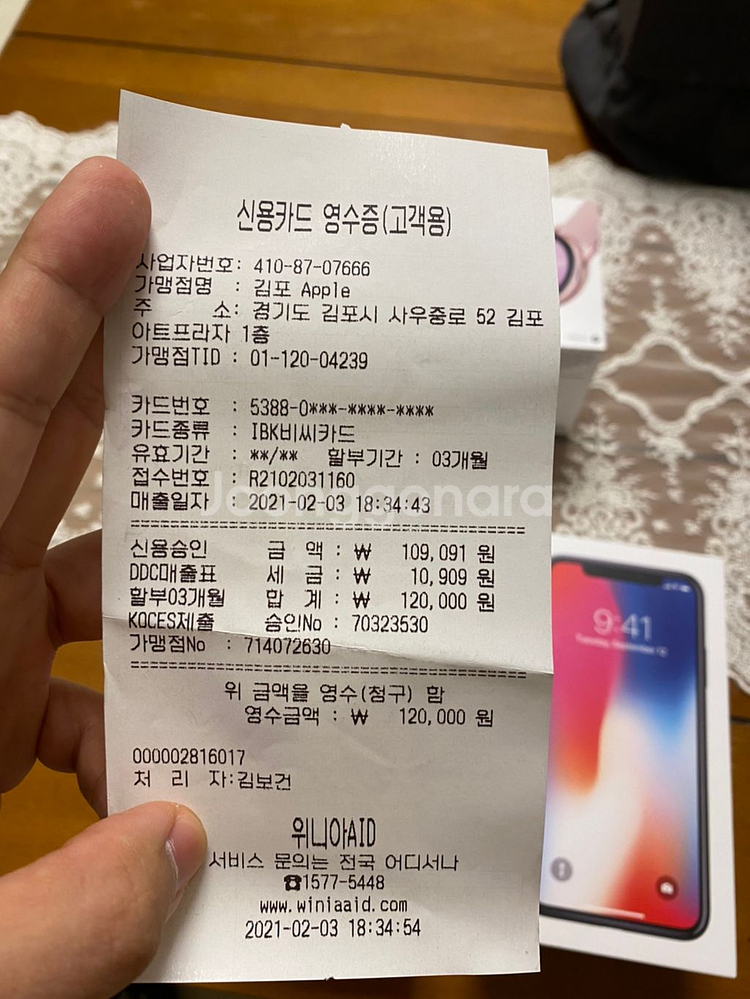 신용카드 영수증(고객용)
사업자번호: 410-87-07666
가맹점명 : 김포 Apple
주 소: 경기도 김포시 사우중로 52 김포
아트프라자 1층
가맹점TID : 01-120-04239
카드번호 : 5388-0***-****-****
카드종류 : IBK비씨카드
유효기간 : **/** 할부기간 : 03개월
접수번호 : R2102031160
매출일자 : 2021-02-03 18:34:43
신용승인 금 액 : ₩ 109,091 원
DDC매출표 세 금 : ₩ 10,909 원
할부03개월 합 계 : ₩ 120,000 원
KOCES제출 승인No : 70323530
가맹점No : 714072630
위 금액을 영수(청구) 함
영수금액 : ₩ 120,000 원
000002816017
처 리 자:김보건
위니아AID
서비스 문의는 전국 어디서나
☎1577-5448
www.winiaaid.com
2021-02-03 18:34:54
9:41
Tuesday, September 12